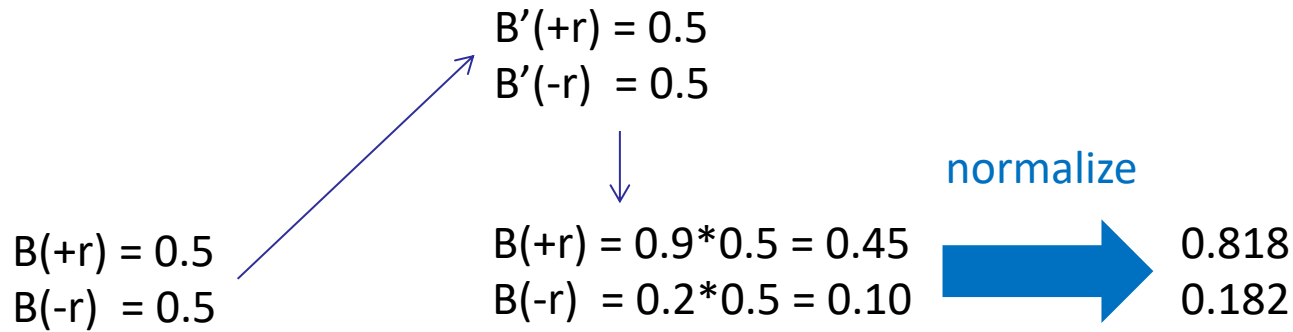 B’(+r) = 0.5
B’(-r) = 0.5
normalize
B(+r) = 0.5
B(-r) = 0.5
B(+r) = 0.9*0.5 = 0.45
B(-r) = 0.2*0.5 = 0.10
0.818
0.182